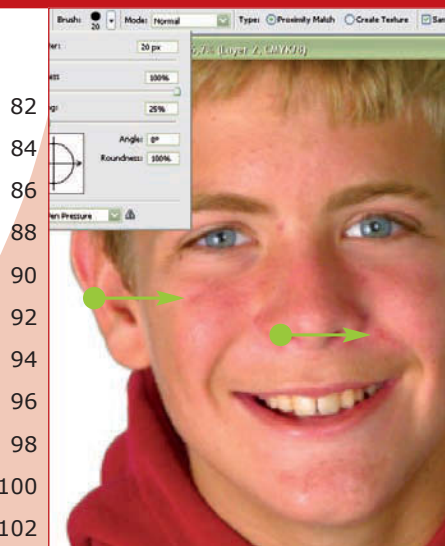 Brush: 20 Mode: Normal Type: Proximity Match Create Texture
20 px
100%
25%
Angle: 0°
Roundness: 100%
Pen Pressure
(Layer 2, CMYK/8)
82
84
86
88
90
92
94
96
98
100
102